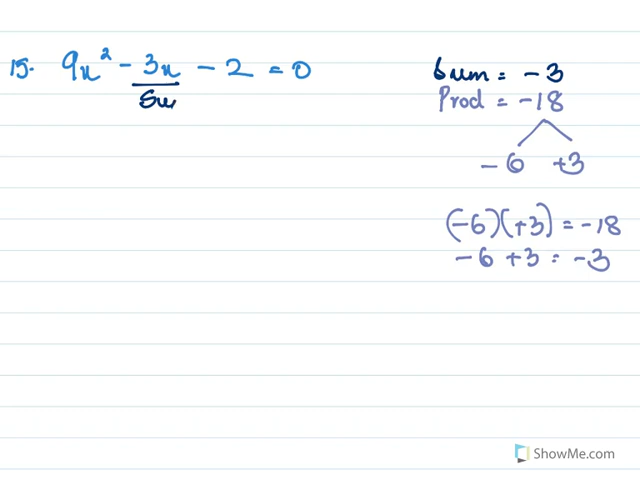 15. 9x² - 3x - 2 = 0
Su
Sum = -3
Prod = -18
-6 +3
(-6)(+3) = -18
-6 +3 = -3
ShowMe.com